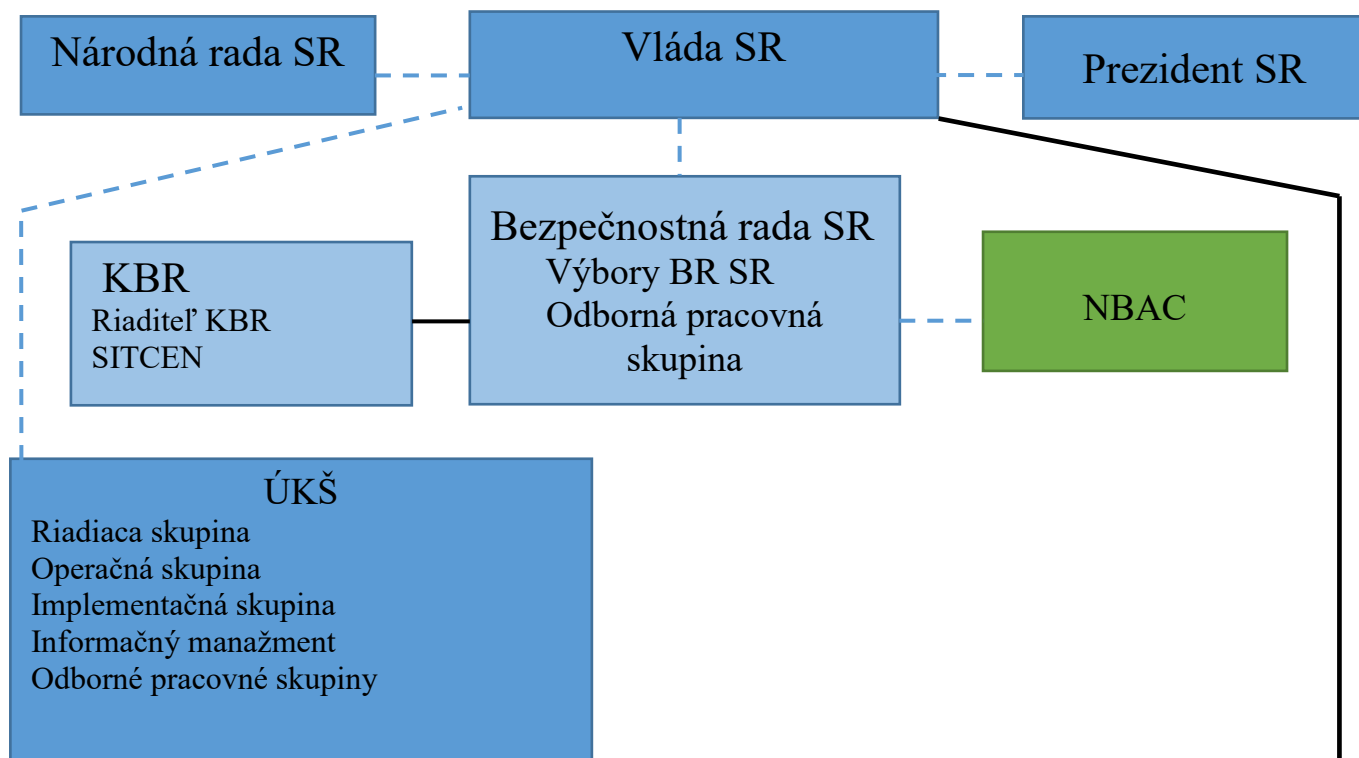 Národná rada SR
Vláda SR
Prezident SR
KBR
Riaditeľ KBR
SITCEN
Bezpečnostná rada SR
Výbory BR SR
Odborná pracovná
skupina
NBAC
ÚKŠ
Riadiaca skupina
Operačná skupina
Implementačná skupina
Informačný manažment
Odborné pracovné skupiny